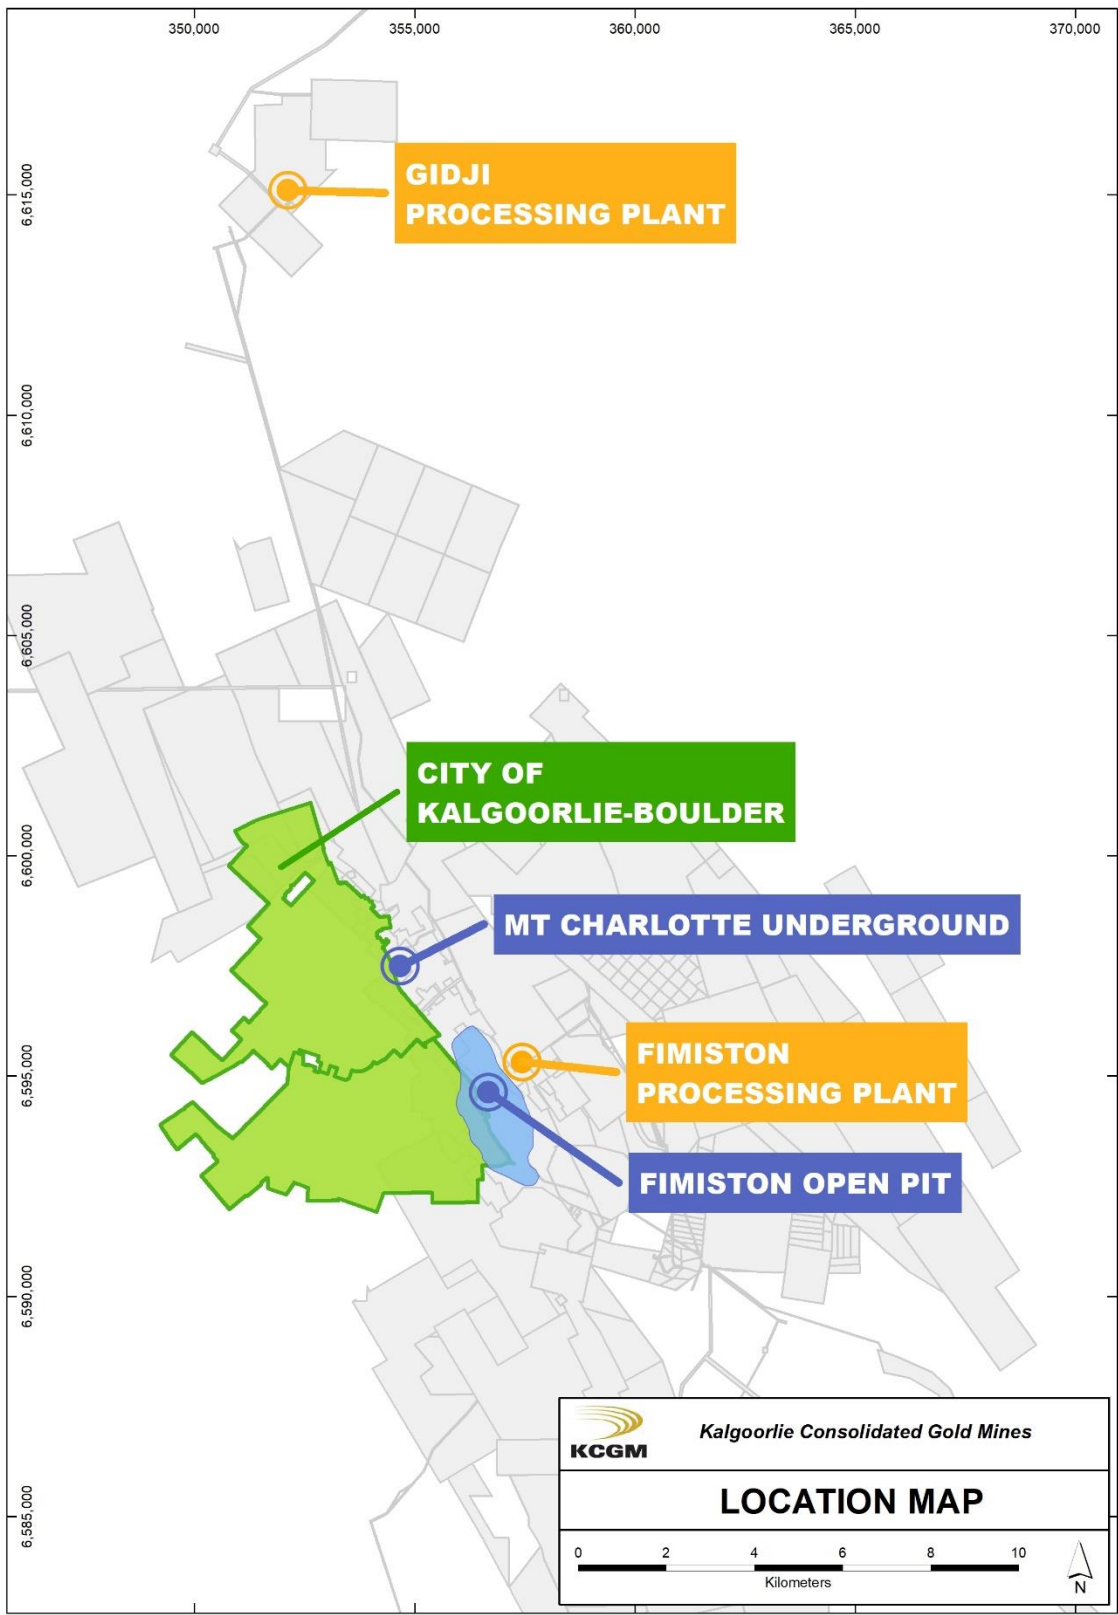 350,000
355,000
360,000
365,000
370,000
6,615,000
6,610,000
6,605,000
6,600,000
6,595,000
6,590,000
6,585,000
GIDJI
PROCESSING PLANT
CITY OF
KALGOORLIE-BOULDER
MT CHARLOTTE UNDERGROUND
FIMISTON
PROCESSING PLANT
FIMISTON OPEN PIT
KCGM
Kalgoorlie Consolidated Gold Mines
LOCATION MAP
0 2 4 6 8 10
Kilometers
N